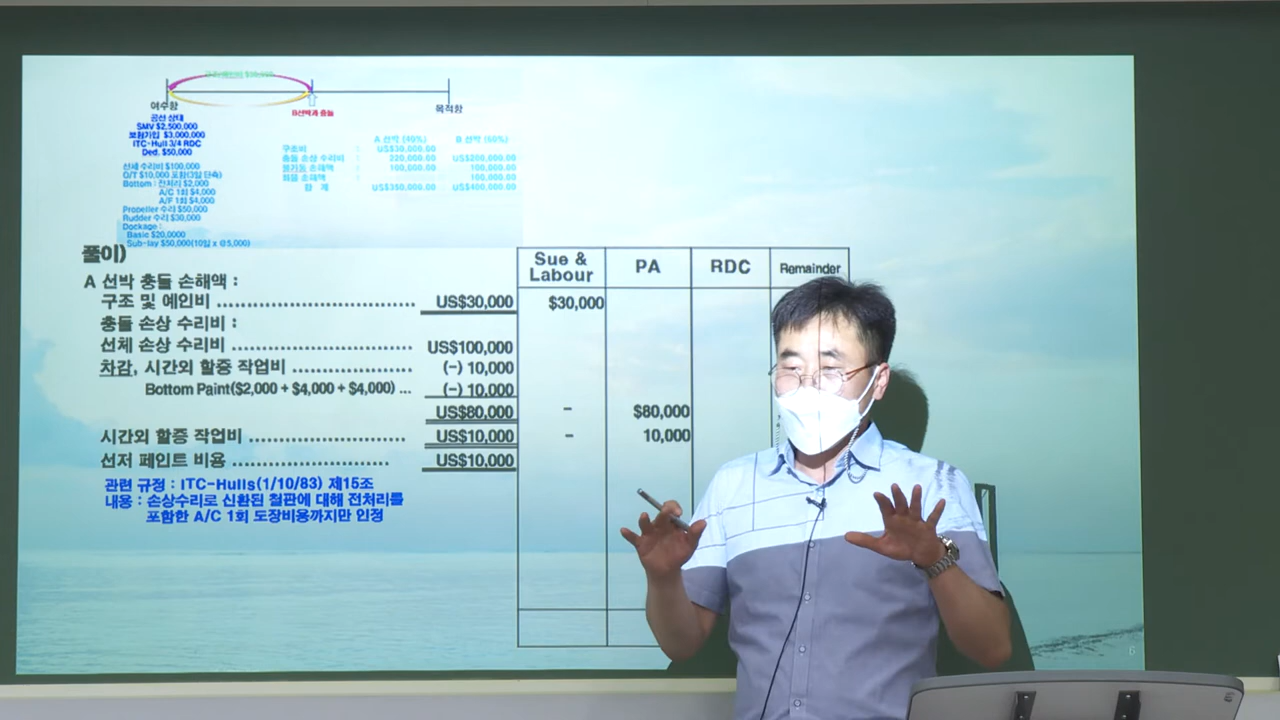 여수항
목적항
B선박과 충돌
공선 상태
SMV $2,500,000
보험가입 $3,000,000
ITC-Hull 3/4 RDC
Ded. $50,000
선체 수리비 $100,000
O/T $10,000 포함(3일 단축)
Bottom : 전처리 $2,000
A/C 1회 $4,000
A/F 1회 $4,000
Propeller 수리 $50,000
Rudder 수리 $30,000
Dockage :
Basic $20,0000
Sub-lay $50,000(10일 x @5,000)
A 선박 (40%) B 선박 (60%)
구조비 : US$30,000.00
충돌 손상 수리비 : 220,000.00 US$200,000.00
불가동 손해액 : 100,000.00 100,000.00
화물 손해액 : 100,000.00
합 계 US$350,000.00 US$400,000.00
풀이)
Sue & Labour PA RDC Remainder
A 선박 충돌 손해액 :
구조 및 예인비 US$30,000 $30,000
충돌 손상 수리비 :
선체 손상 수리비 US$100,000
차감, 시간외 할증 작업비 (-) 10,000
Bottom Paint($2,000 + $4,000 + $4,000) ... (-) 10,000
US$80,000 - $80,000
시간외 할증 작업비 US$10,000 - 10,000
선저 페인트 비용 US$10,000
관련 규정 : ITC-Hulls(1/10/83) 제15조
내용 : 손상수리로 신환된 철판에 대해 전처리를
포함한 A/C 1회 도장비용까지만 인정
6